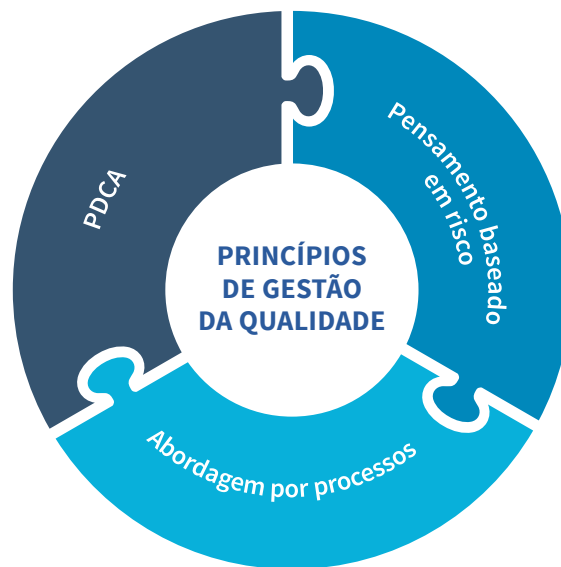 PDCA
Pensamento baseado
em risco
PRINCÍPIOS
DE GESTÃO
DA QUALIDADE
Abordagem por processos